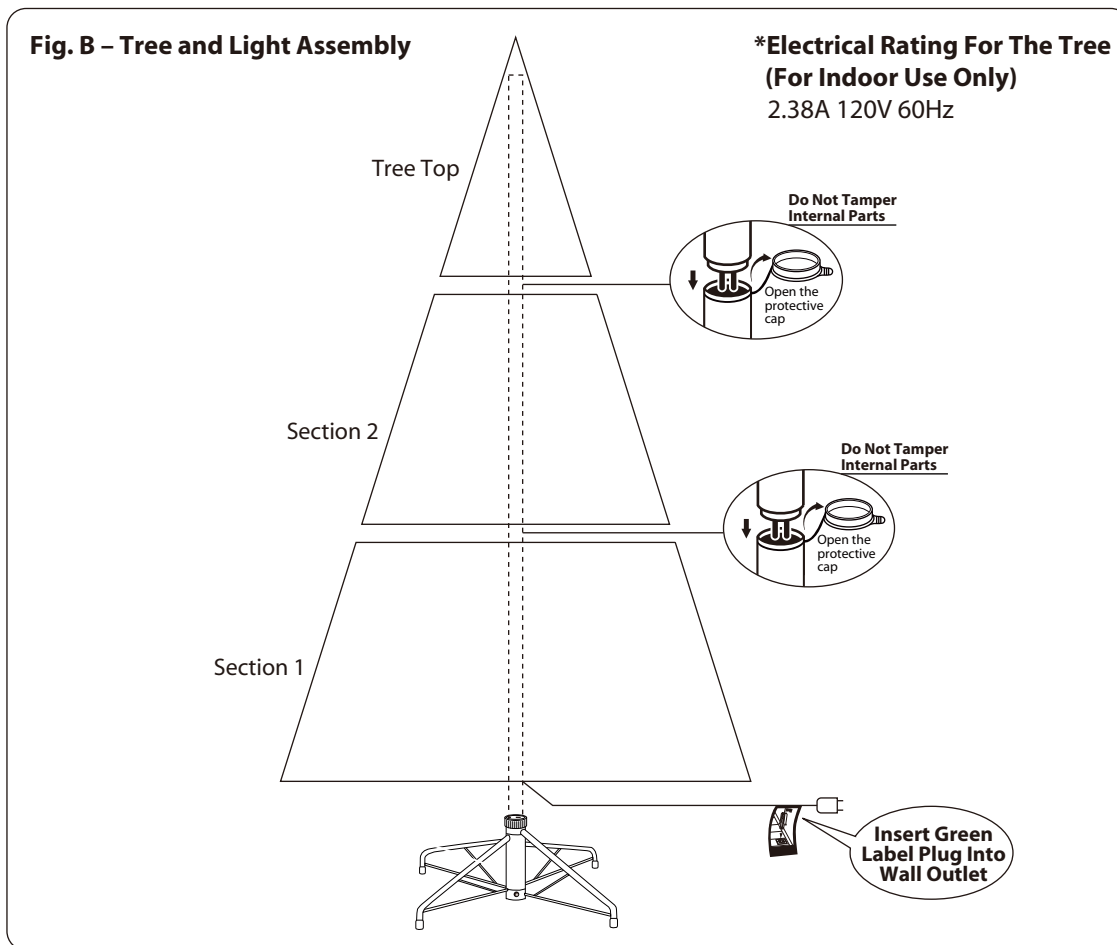 Fig. B – Tree and Light Assembly
*Electrical Rating For The Tree
(For Indoor Use Only)
2.38A 120V 60Hz
Tree Top
Do Not Tamper
Internal Parts
Open the
protective
cap
Section 2
Do Not Tamper
Internal Parts
Open the
protective
cap
Section 1
Insert Green
Label Plug Into
Wall Outlet